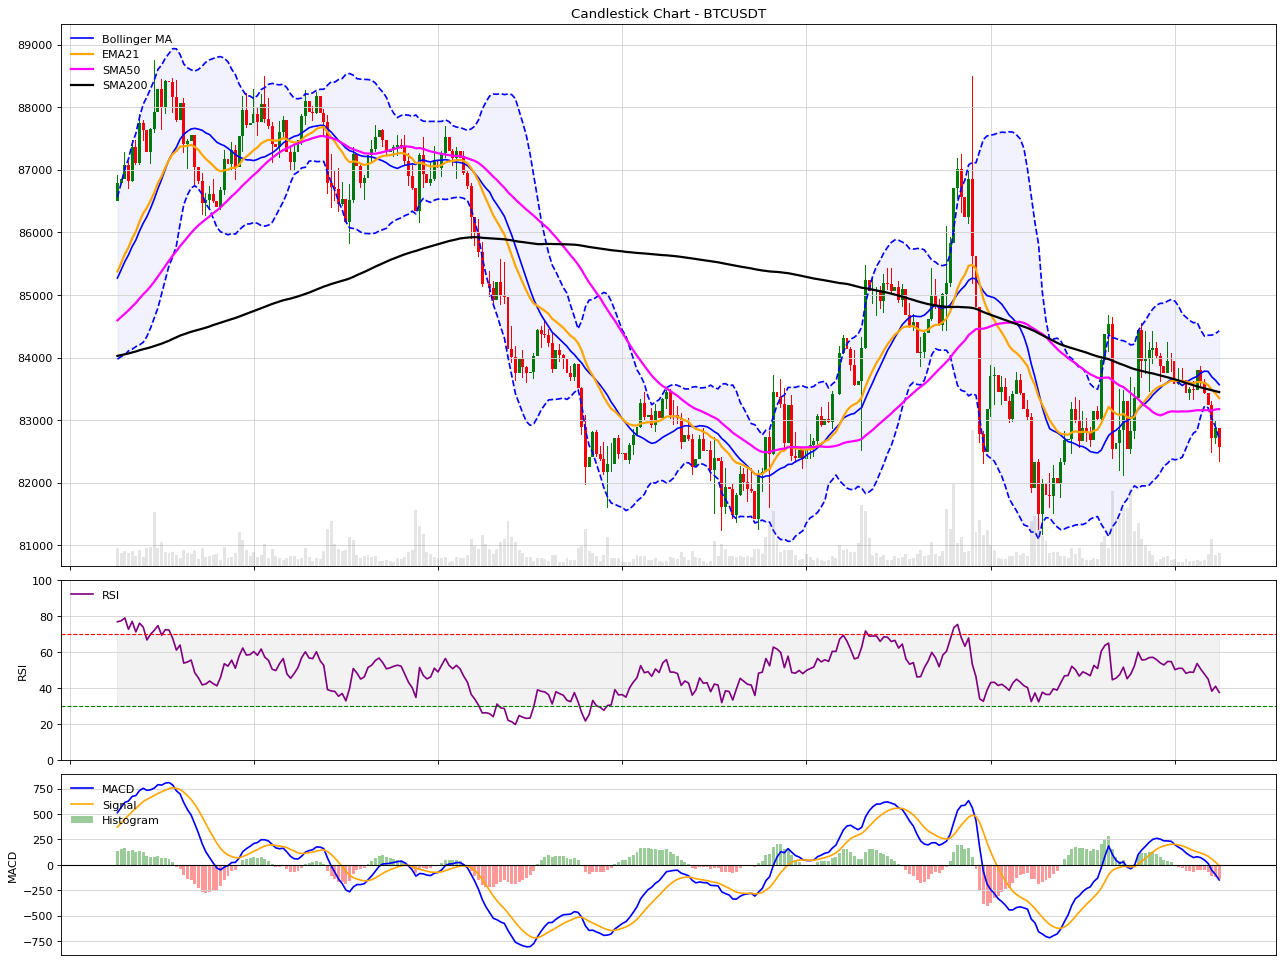 Candlestick Chart - BTCUSDT
Bollinger MA
EMA21
SMA50
SMA200
89000
88000
87000
86000
85000
84000
83000
82000
81000
RSI
100
80
60
40
20
0
RSI
MACD
Signal
Histogram
750
500
250
0
−250
−500
−750
MACD